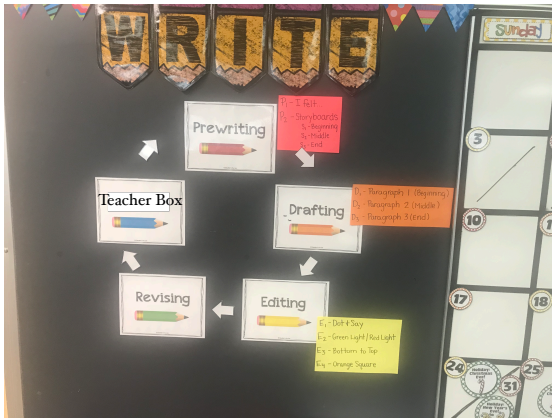 WRITE
Sunday
Prewriting
P1 - I felt.
P2 - Storyboards
S1 - Beginning
S2 - Middle
S3 - End
Teacher Box
Drafting
D1 - Paragraph 1 (Beginning)
D2 - Paragraph 2 (Middle)
D3 - Paragraph 3 (End)
Revising
Editing
E1 - Dot & Say
E2 - Green Light/Red Light
E3 - Bottom to Top
E4 - Orange Square
3
10
17
18
24
25
31